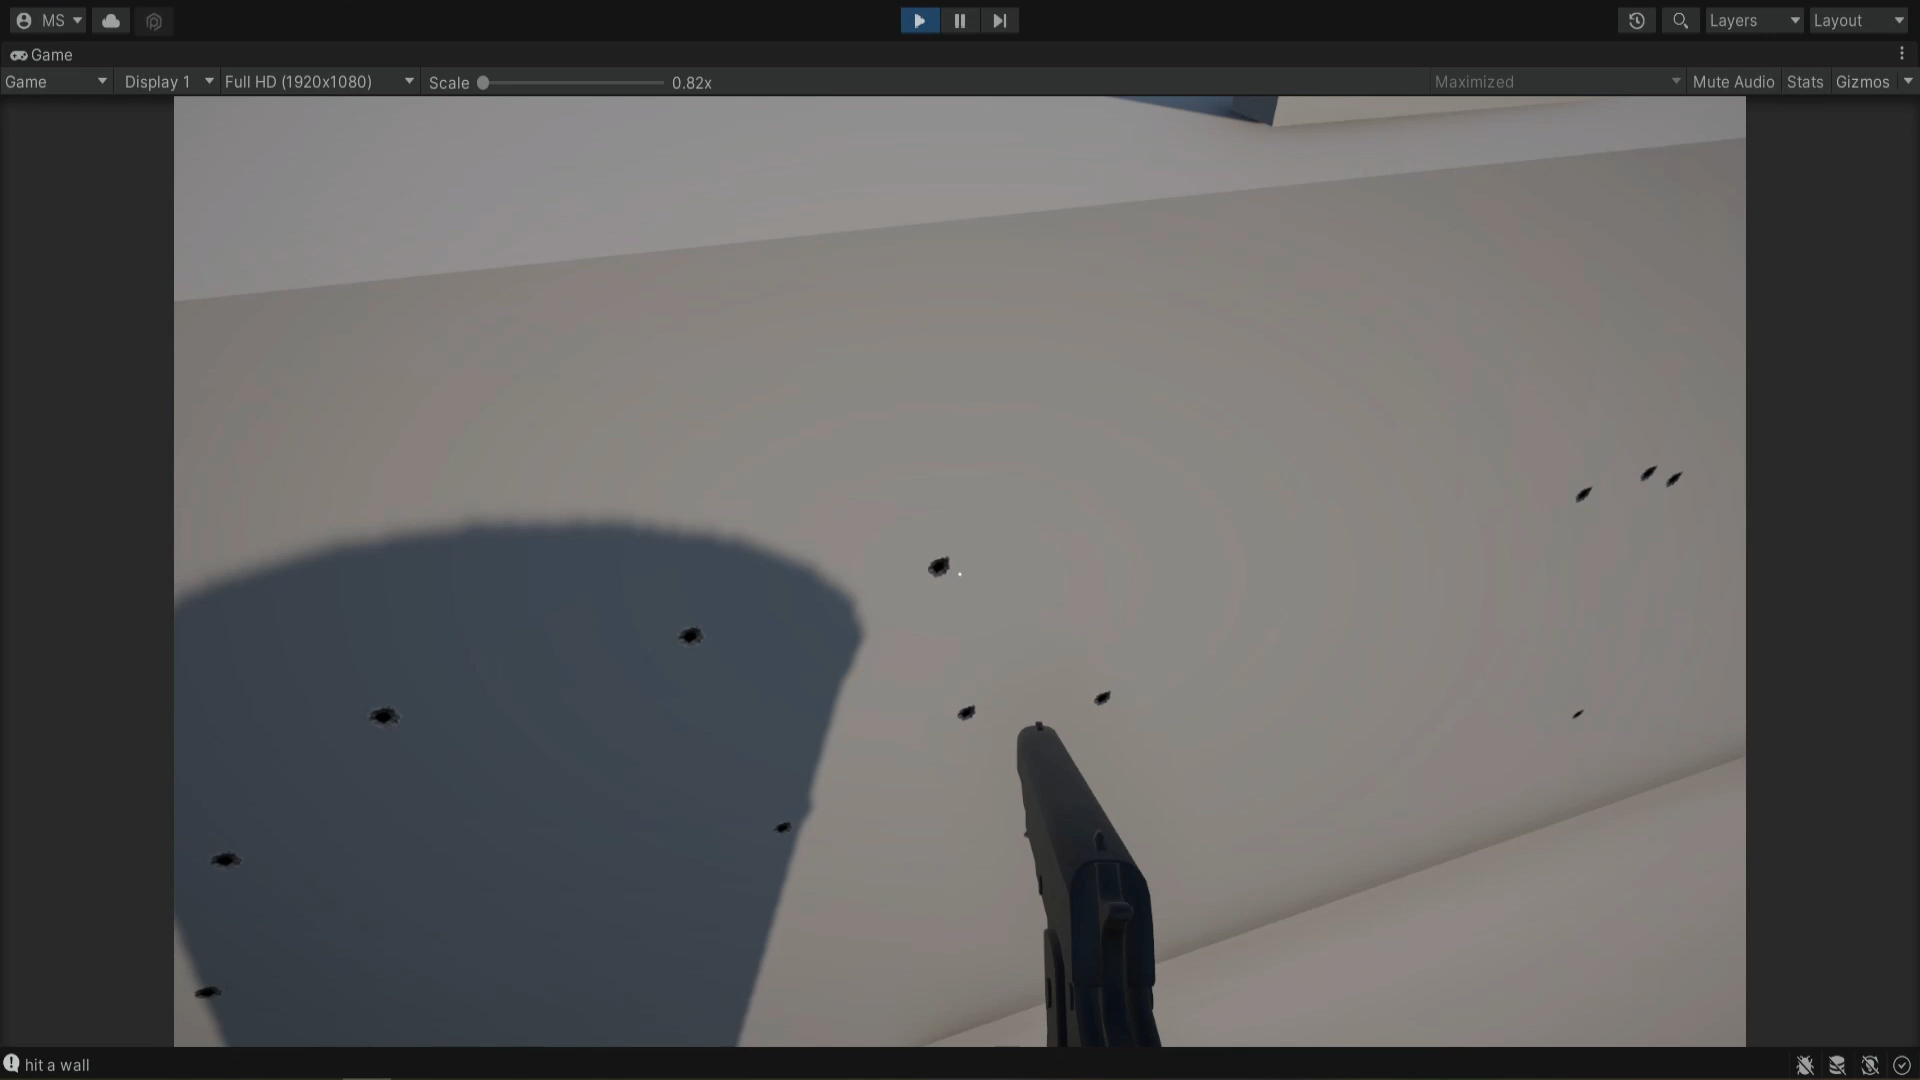 MS
Layers
Layout
Game
Game
Display 1
Full HD (1920x1080)
Scale
0.82x
Maximized
Mute Audio
Stats
Gizmos
hit a wall